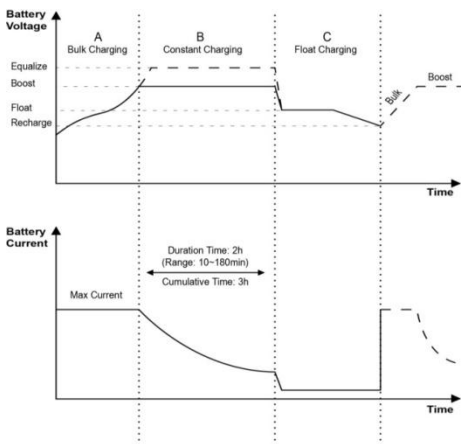 Battery
Voltage
A
Bulk Charging
B
Constant Charging
C
Float Charging
Equalize
Boost
Float
Recharge
Bulk
Boost
Time
Battery
Current
Duration Time: 2h
(Range: 10~180min)
Cumulative Time: 3h
Max Current
Time